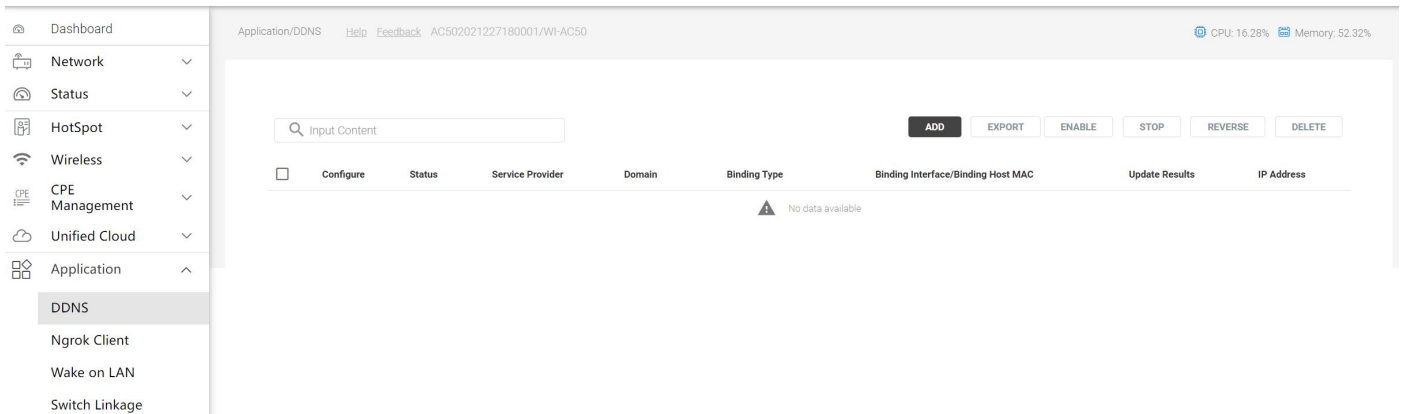 Dashboard
Application/DDNS Help Feedback AC502021227180001/WI-AC50
CPU: 16.28% Memory: 52.32%
Network
Status
HotSpot
Wireless
CPE
CPE
Management
Unified Cloud
Application
DDNS
Ngrok Client
Wake on LAN
Switch Linkage
Input Content
ADD EXPORT ENABLE STOP REVERSE DELETE
Configure Status Service Provider Domain Binding Type Binding Interface/Binding Host MAC Update Results IP Address
No data available